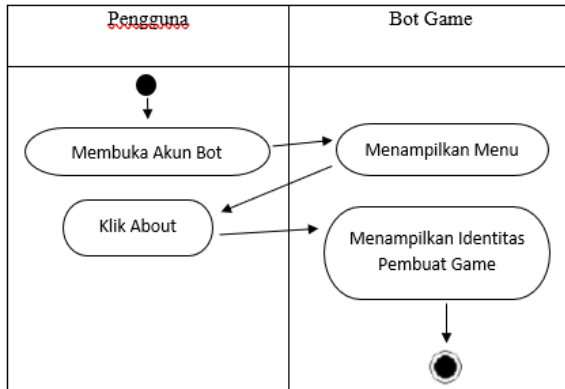 Pengguna
Bot Game
Membuka Akun Bot
Menampilkan Menu
Klik About
Menampilkan Identitas
Pembuat Game